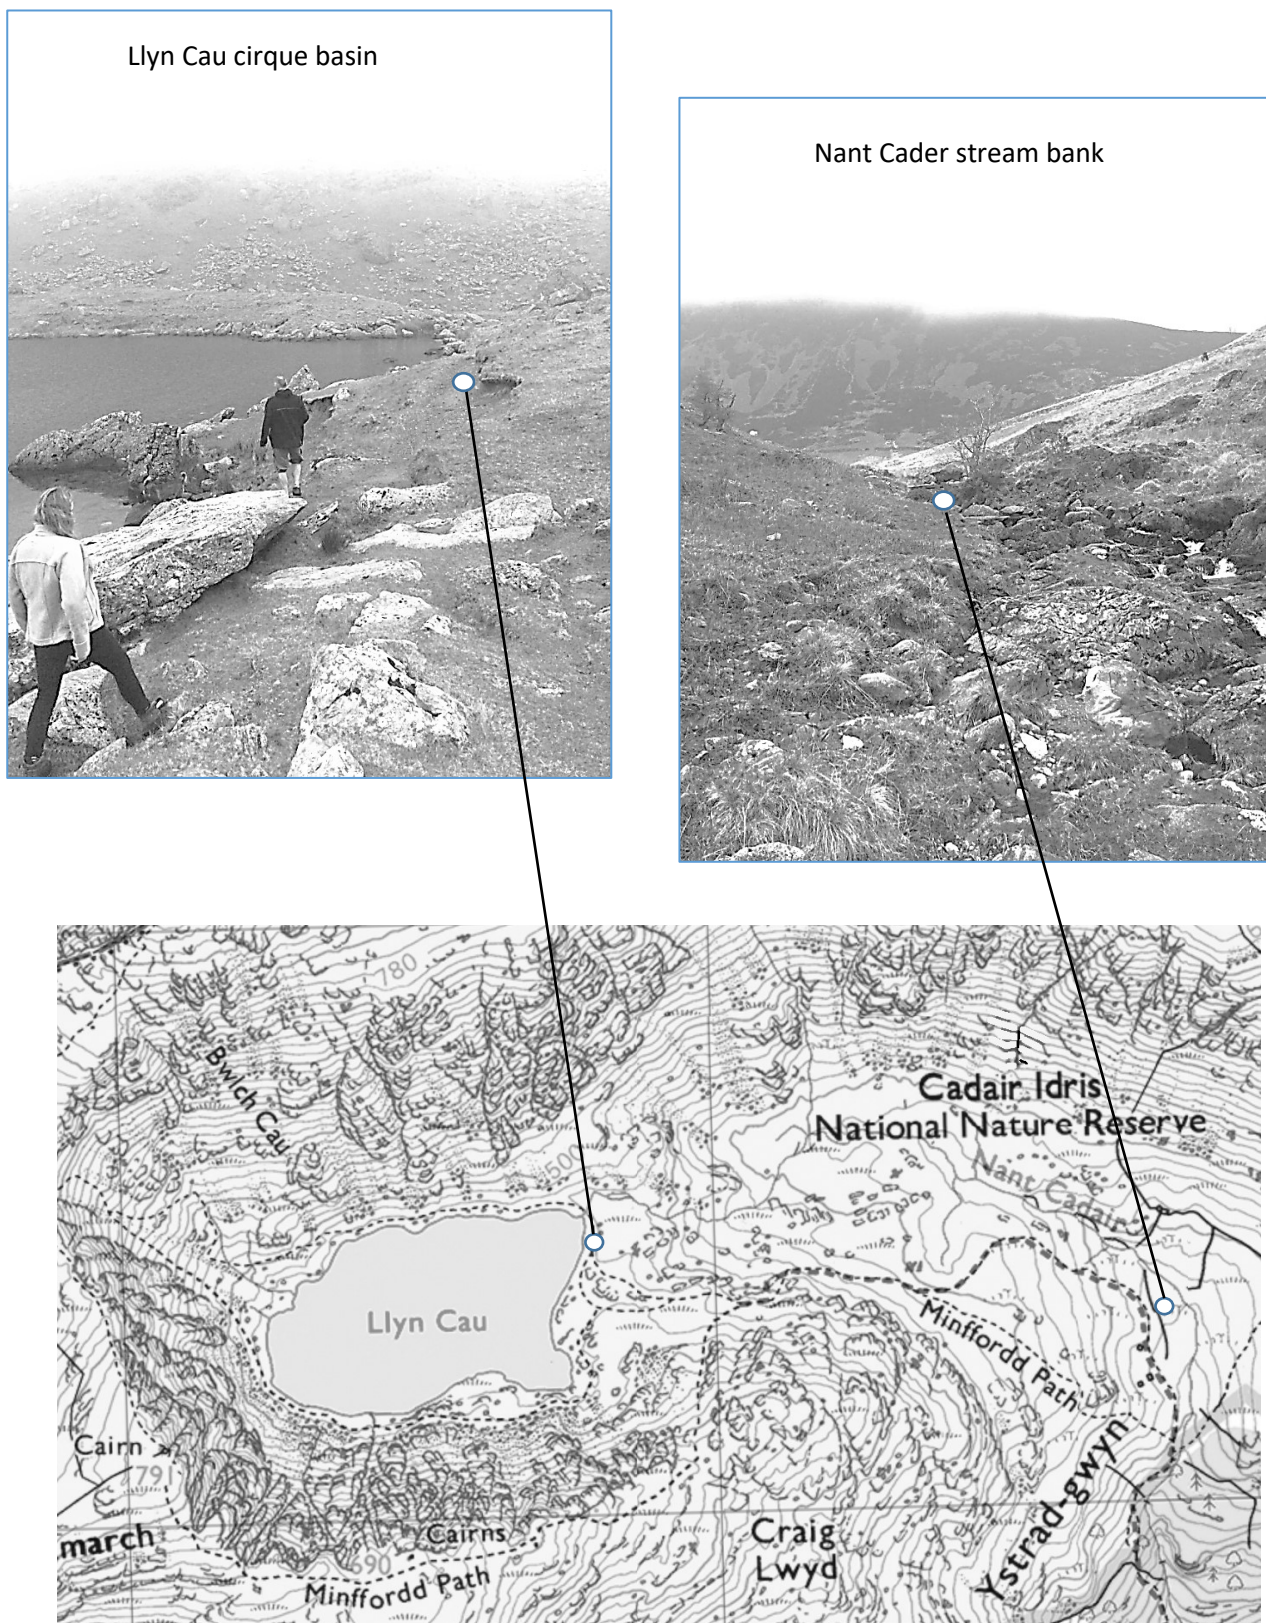 Llyn Cau cirque basin
Nant Cader stream bank
780
Bwlch Cau
500
Cadair Idris
National Nature Reserve
Nant Cadair
Llyn Cau
Minffordd Path
Cairn
791
march
Cairns
690
Minffordd Path
Craig
Lwyd
Ystrad-gwyn